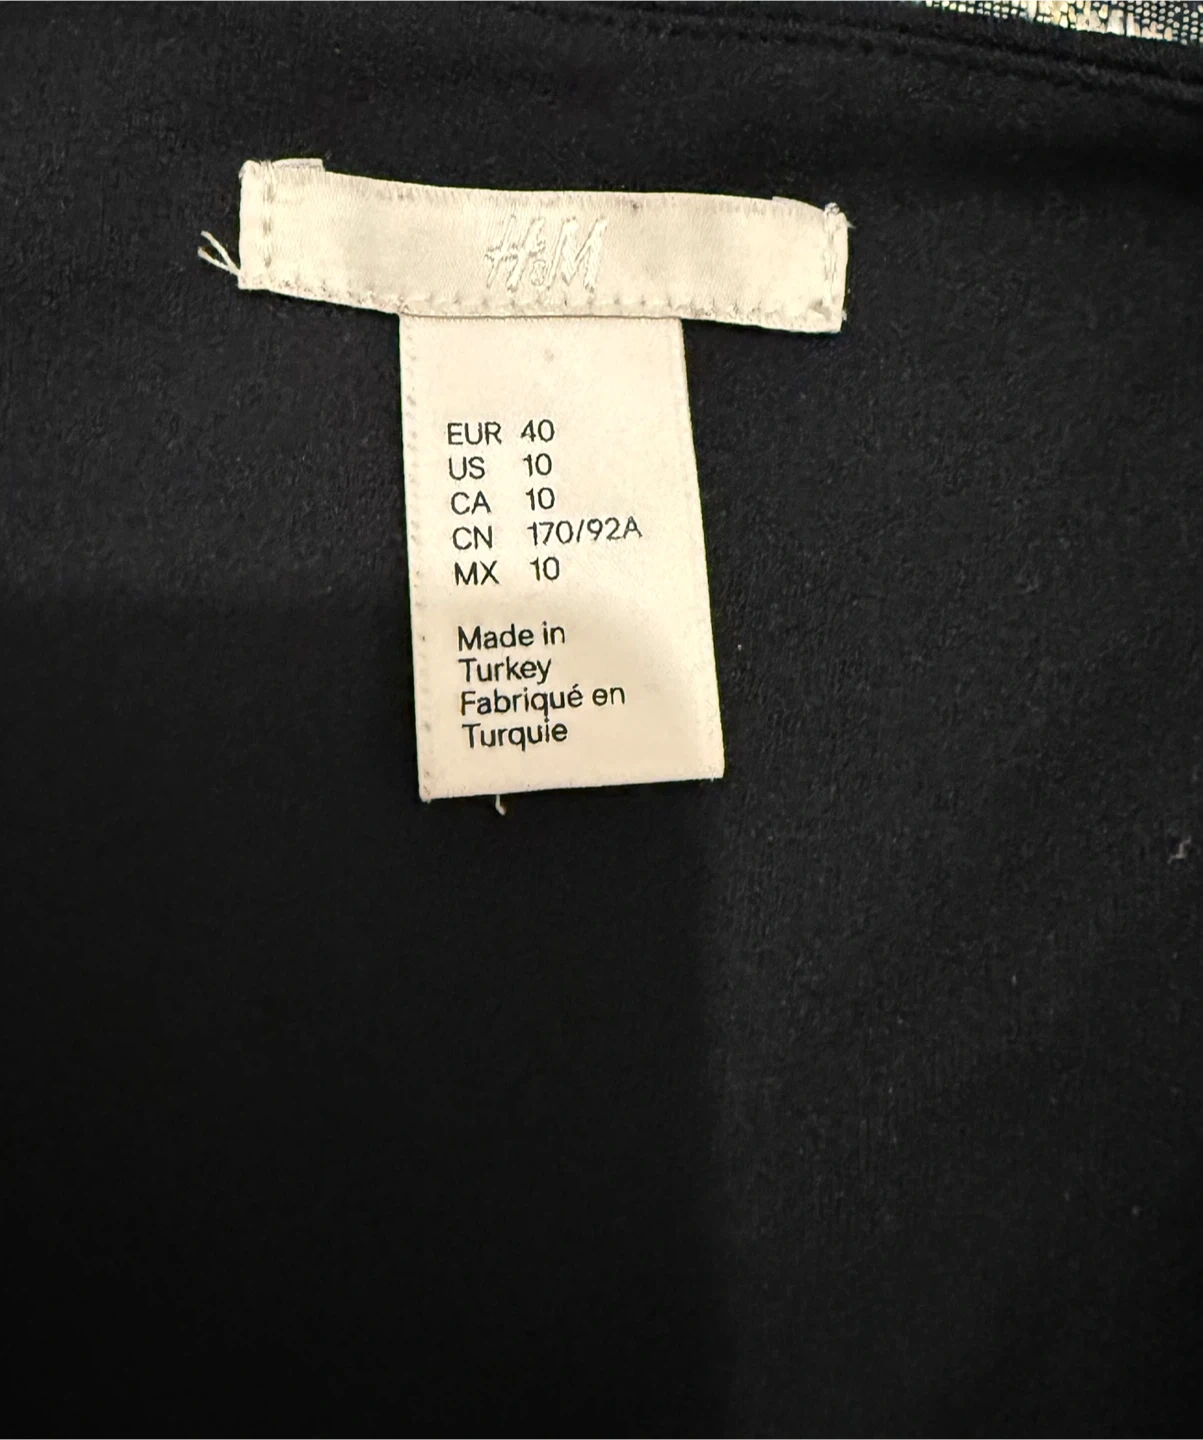 H&M
EUR 40
US 10
CA 10
CN 170/92A
MX 10
Made in
Turkey
Fabriqué en
Turquie